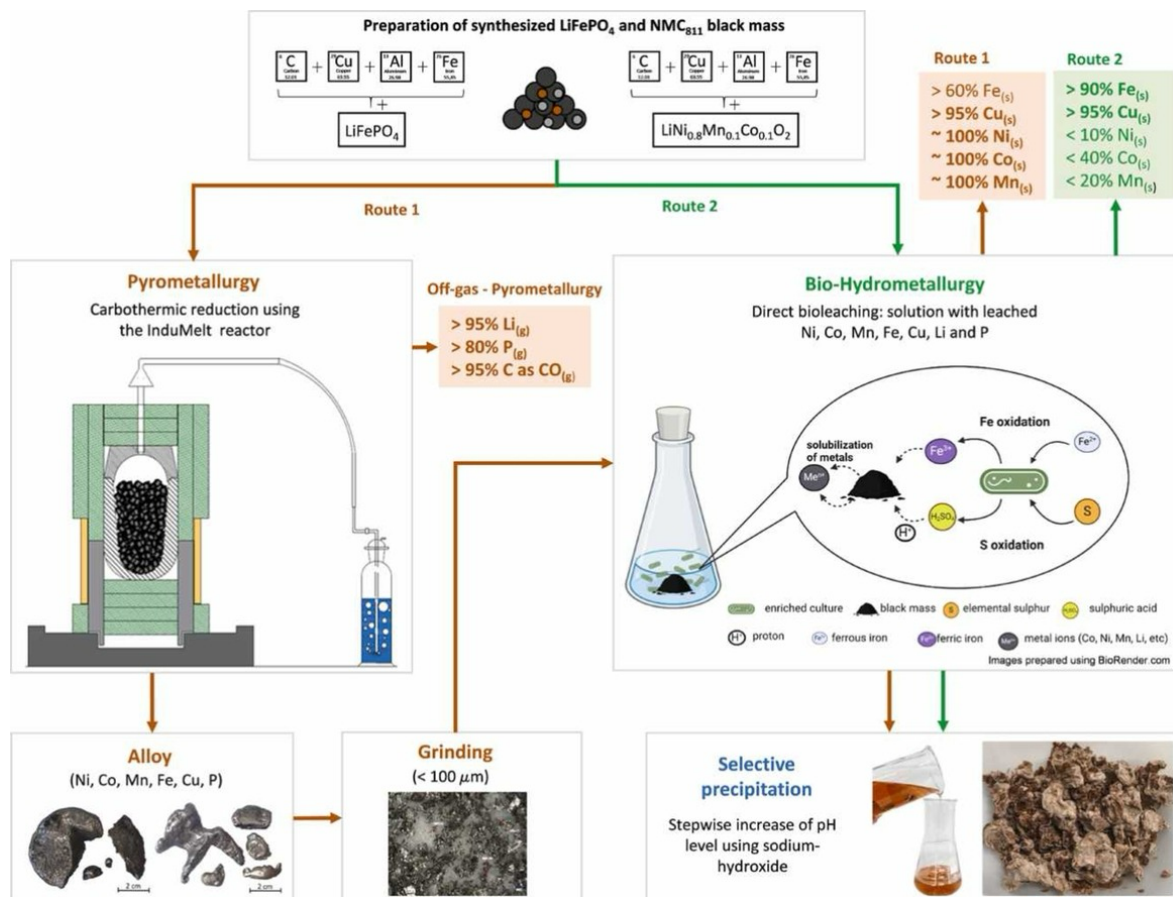 Preparation of synthesized LiFePO₄ and NMC₈₁₁ black mass
C + Cu + Al + Fe
Carbon Copper Aluminum Iron
C + Cu + Al + Fe
Carbon Copper Aluminum Iron
+
LiFePO₄
+
LiNi₀.₈Mn₀.₁Co₀.₁O₂
Route 1
> 60% Fe(s)
> 95% Cu(s)
~ 100% Ni(s)
~ 100% Co(s)
~ 100% Mn(s)
Route 2
> 90% Fe(s)
> 95% Cu(s)
< 10% Ni(s)
< 40% Co(s)
< 20% Mn(s)
Route 1
Route 2
Pyrometallurgy
Carbothermic reduction using
the InduMelt reactor
Off-gas - Pyrometallurgy
> 95% Li(g)
> 80% P(g)
> 95% C as CO(g)
Bio-Hydrometallurgy
Direct bioleaching: solution with leached
Ni, Co, Mn, Fe, Cu, Li and P
Fe oxidation
solubilization
of metals
Fe³⁺
Fe²⁺
H₂SO₄
S
H⁺
S oxidation
enriched culture
black mass
S elemental sulphur
sulphuric acid
H⁺ proton
ferrous iron
ferric iron
metal ions (Co, Ni, Mn, Li, etc)
Images prepared using BioRender.com
Alloy
(Ni, Co, Mn, Fe, Cu, P)
2 cm
2 cm
Grinding
(< 100 μm)
Selective
precipitation
Stepwise increase of pH
level using sodium-
hydroxide